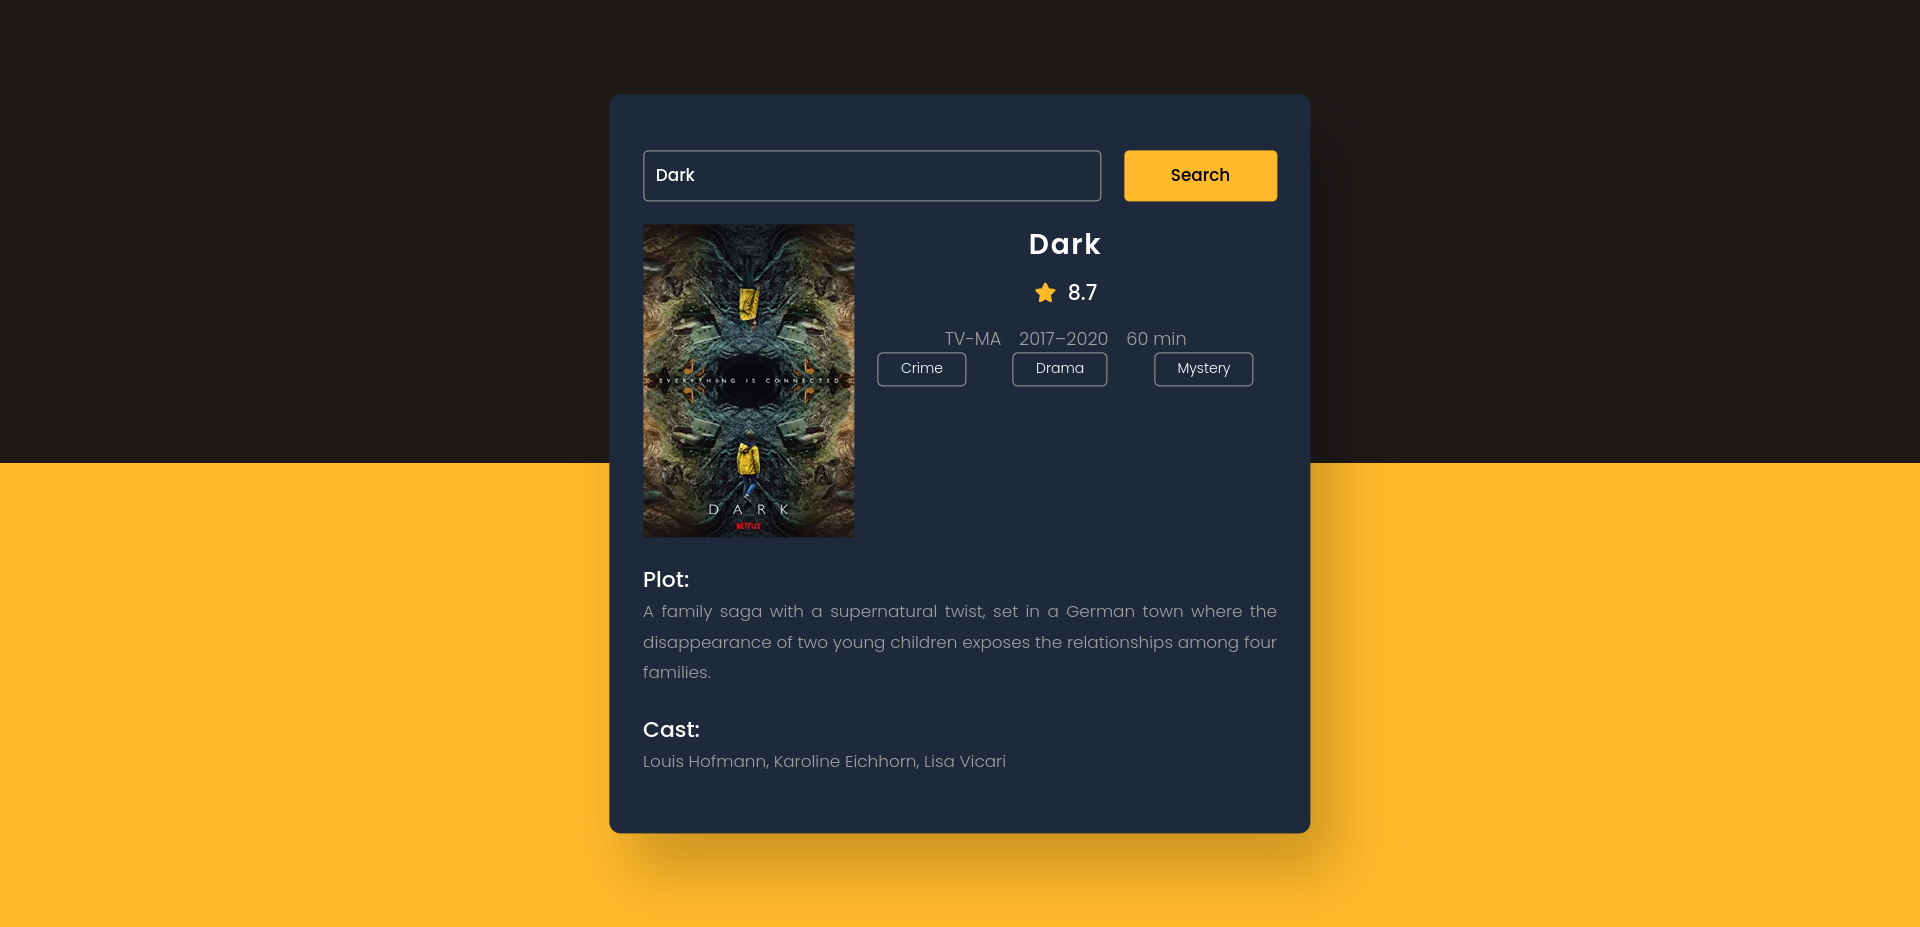 Dark
Search
Dark
8.7
TV-MA 2017–2020 60 min
Crime Drama Mystery
EVERYTHING IS CONNECTED
DARK
NETFLIX
Plot:
A family saga with a supernatural twist, set in a German town where the
disappearance of two young children exposes the relationships among four
families.
Cast:
Louis Hofmann, Karoline Eichhorn, Lisa Vicari